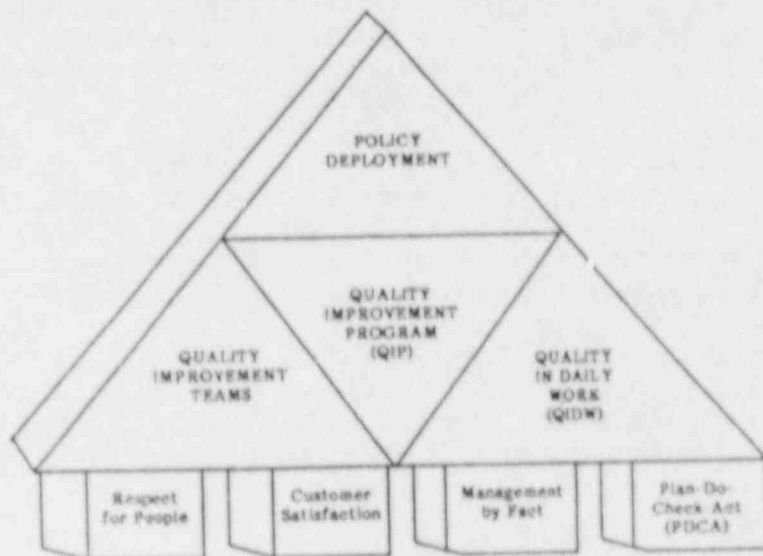 POLICY
DEPLOYMENT
QUALITY
IMPROVEMENT
PROGRAM
(QIP)
QUALITY
IMPROVEMENT
TEAMS
QUALITY
IN DAILY
WORK
(QIDW)
Respect
for People
Customer
Satisfaction
Management
by Fact
Plan-Do-
Check-Act
(PDCA)